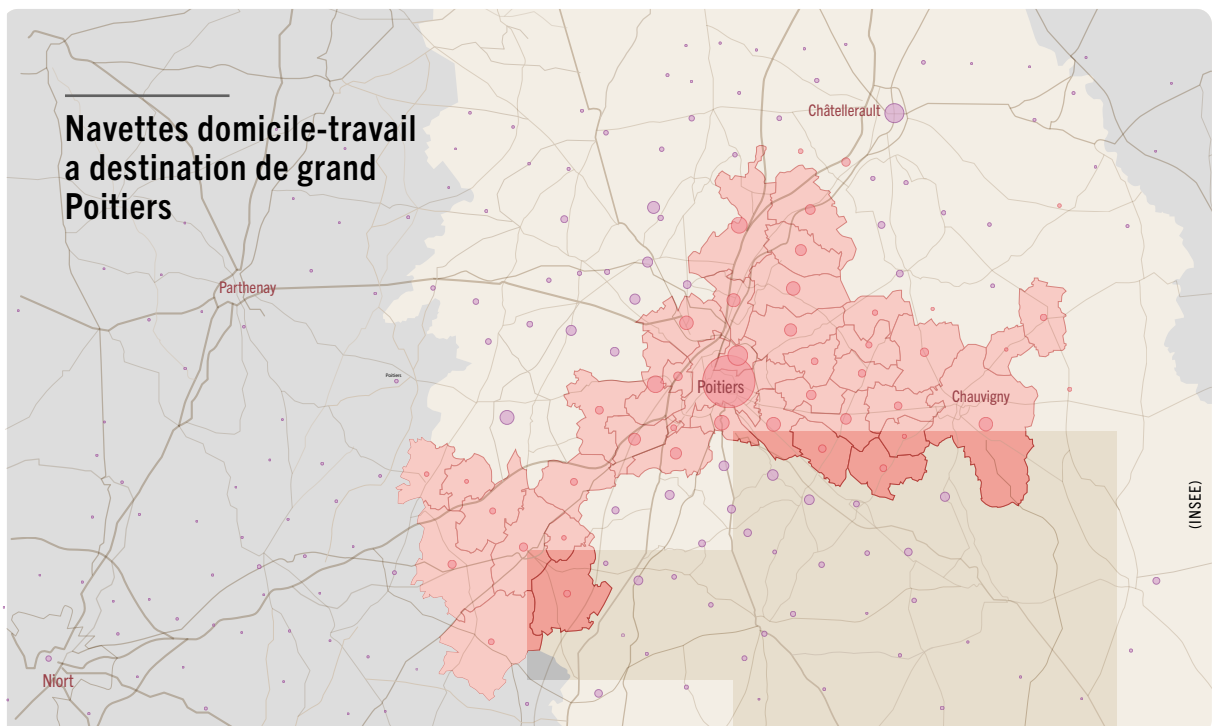 Navettes domicile-travail
a destination de grand
Poitiers
Châtellerault
Parthenay
Poitiers
Poitiers
Chauvigny
(INSEE)
Niort